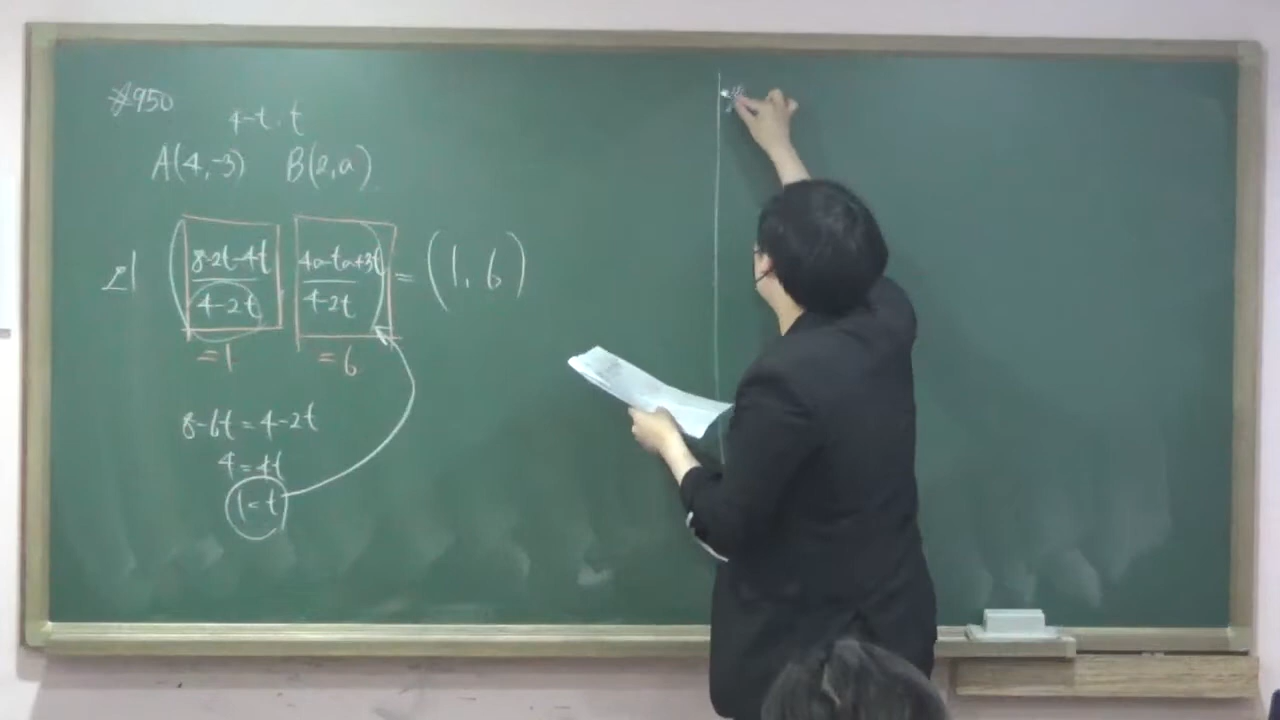 ※950
4-t, t
A(4,-3) B(2,a)
외 (8-2t-4t/4-2t, 4a-ta+3t/4-2t) = (1, 6)
=1 =6
8-6t=4-2t
4=4t
1=t